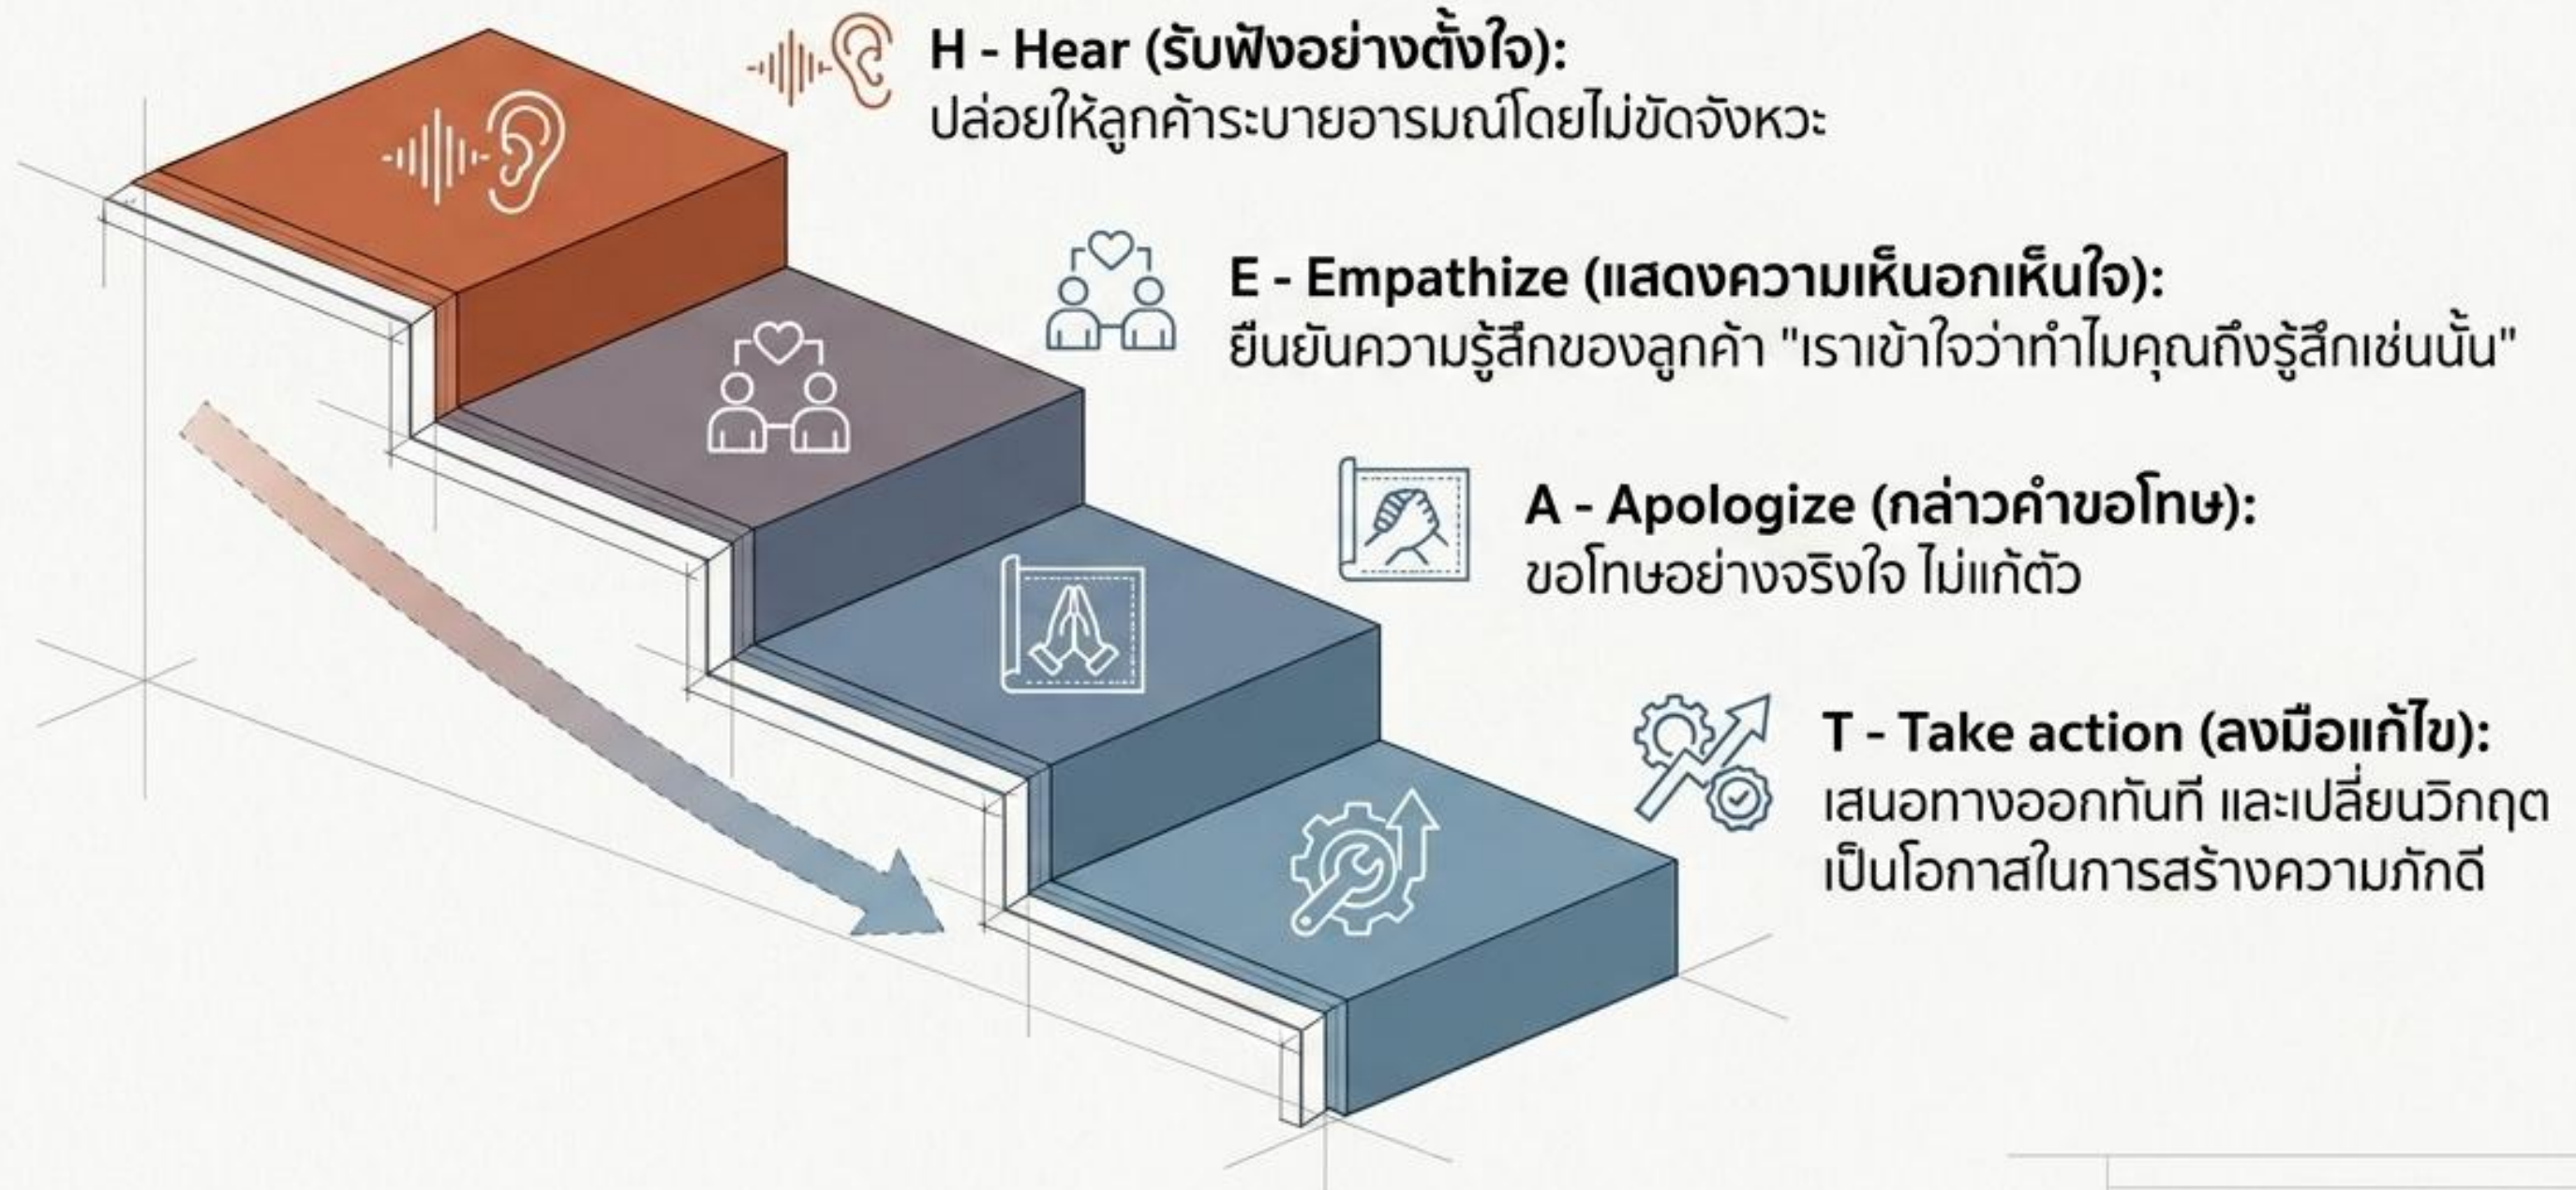 H - Hear (รับฟังอย่างตั้งใจ):
ปล่อยให้ลูกค้าระบายอารมณ์โดยไม่ขัดจังหวะ
E - Empathize (แสดงความเห็นอกเห็นใจ):
ยืนยันความรู้สึกของลูกค้า "เราเข้าใจว่าทำไมคุณถึงรู้สึกเช่นนั้น"
A - Apologize (กล่าวคำขอโทษ):
ขอโทษอย่างจริงใจ ไม่แก้ตัว
T - Take action (ลงมือแก้ไข):
เสนอทางออกทันที และเปลี่ยนวิกฤต
เป็นโอกาสในการสร้างความภักดี